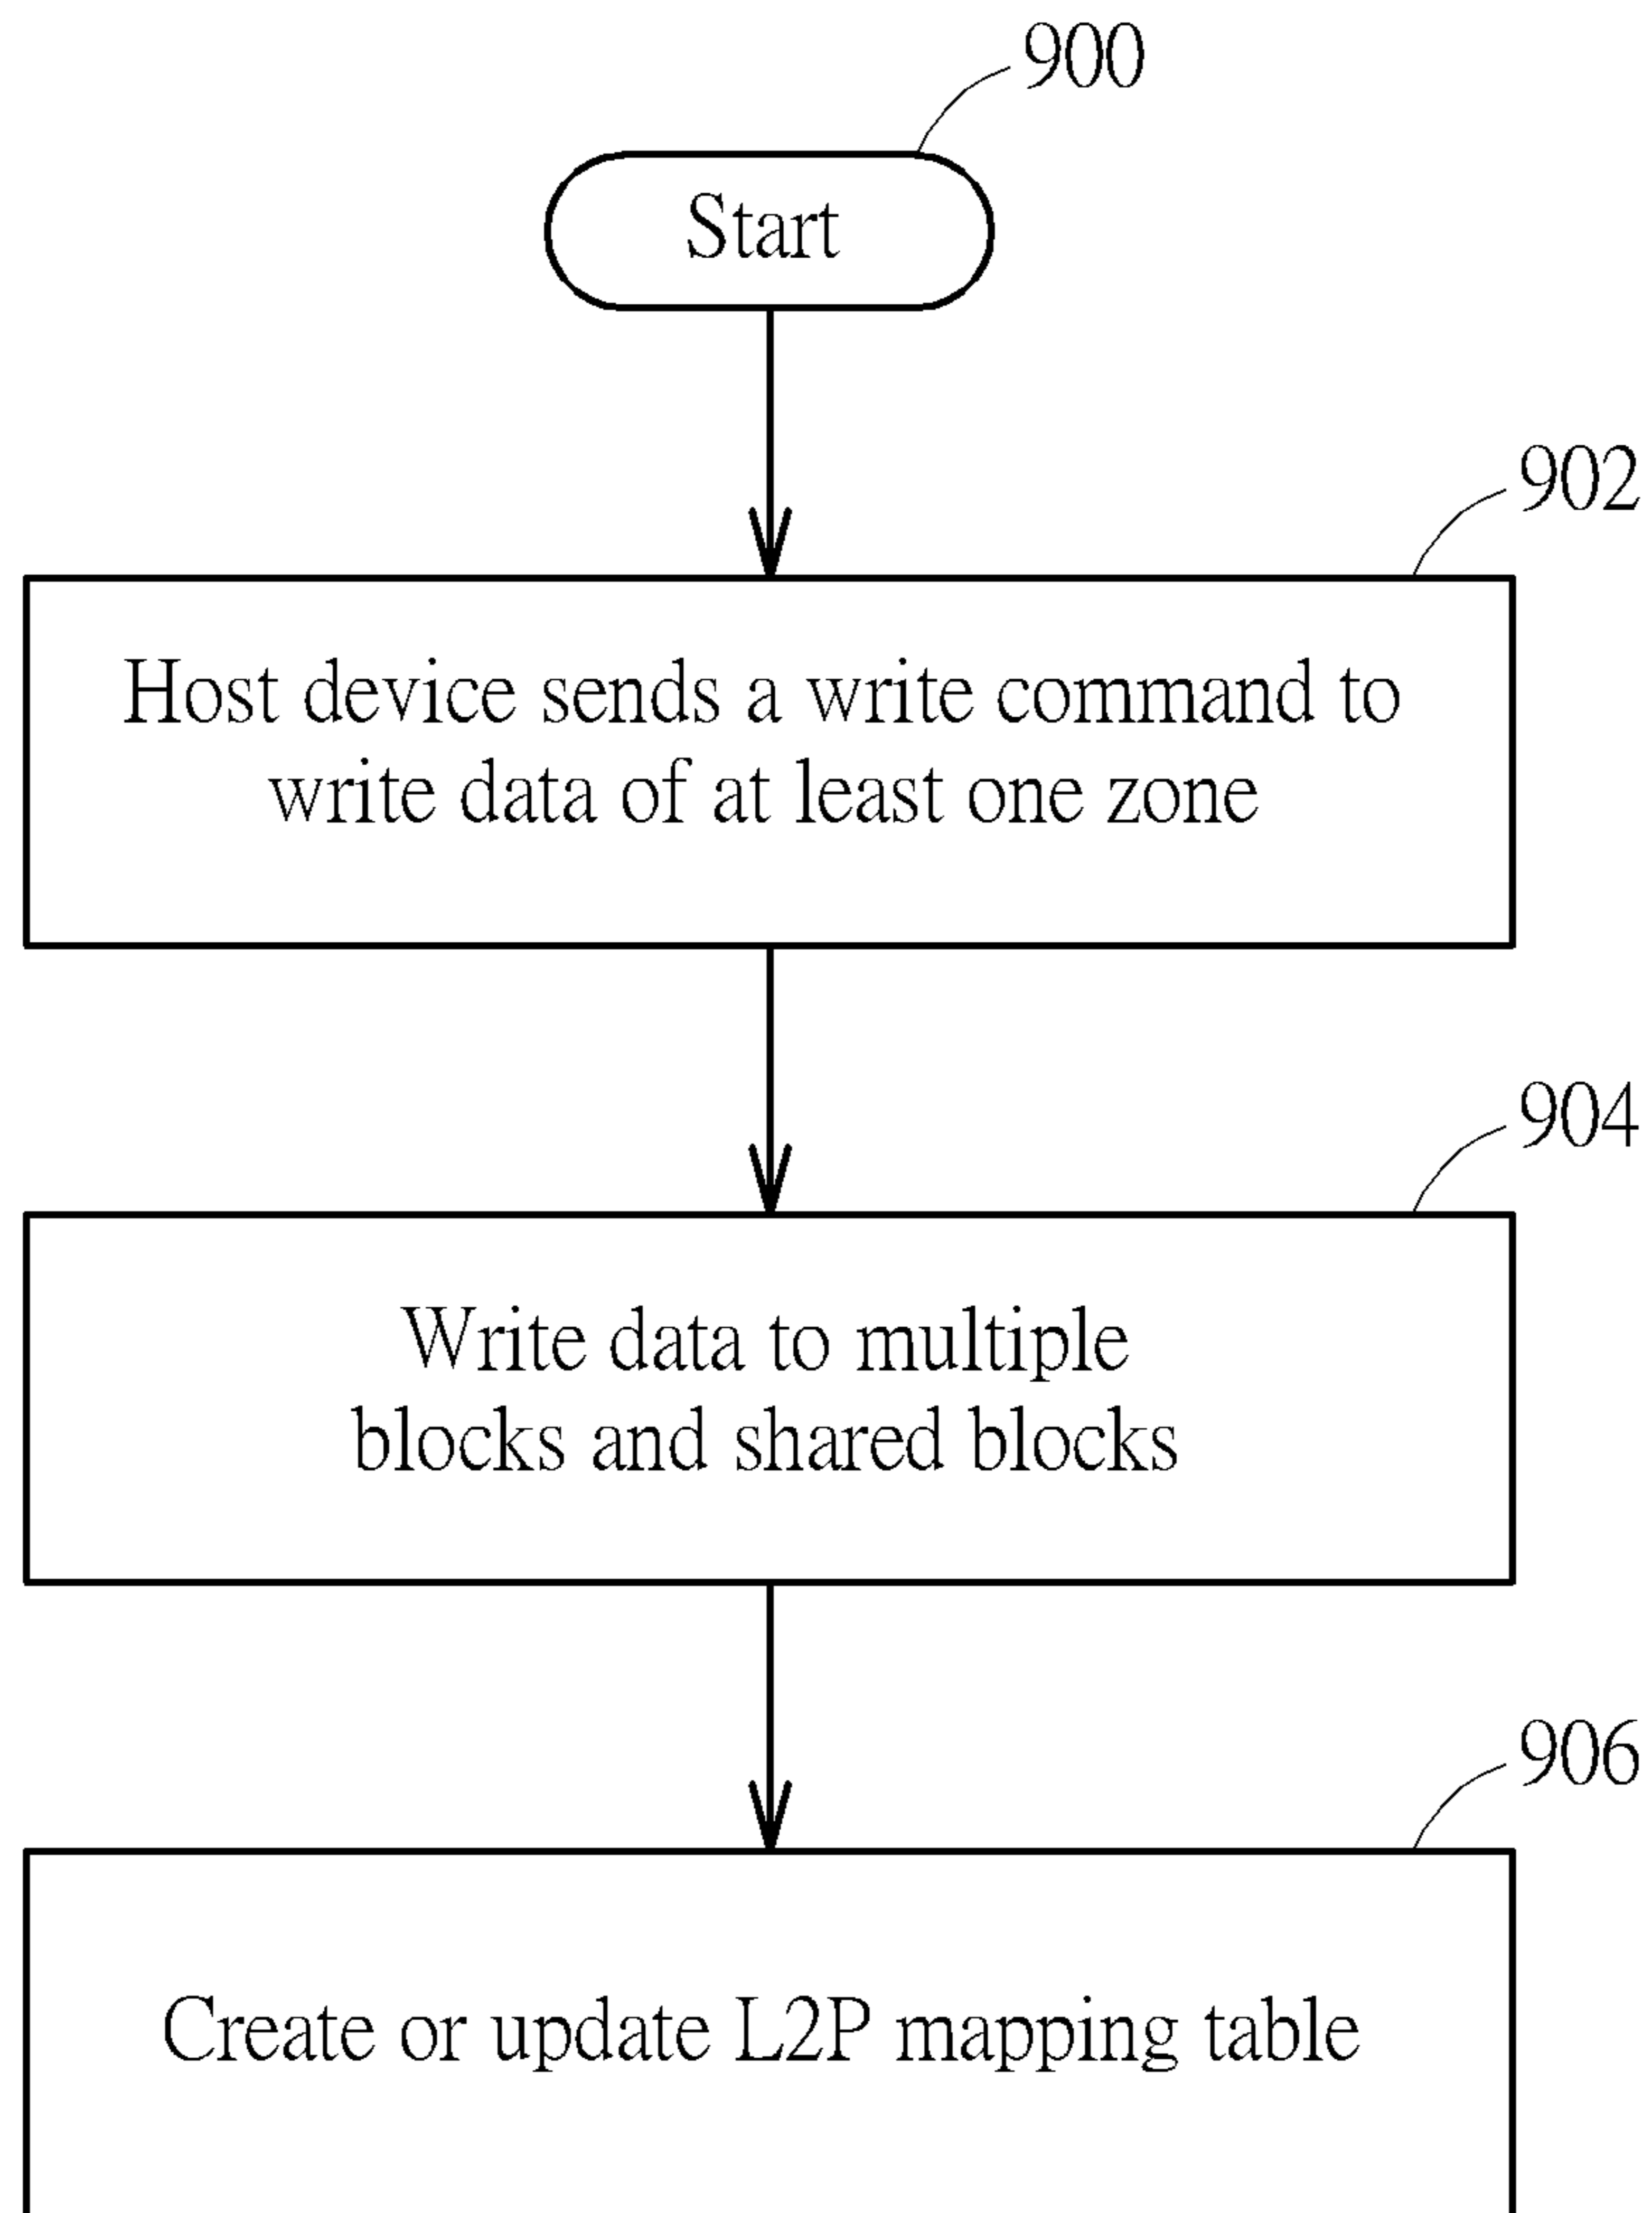 900
Start
902
Host device sends a write command to
write data of at least one zone
904
Write data to multiple
blocks and shared blocks
906
Create or update L2P mapping table